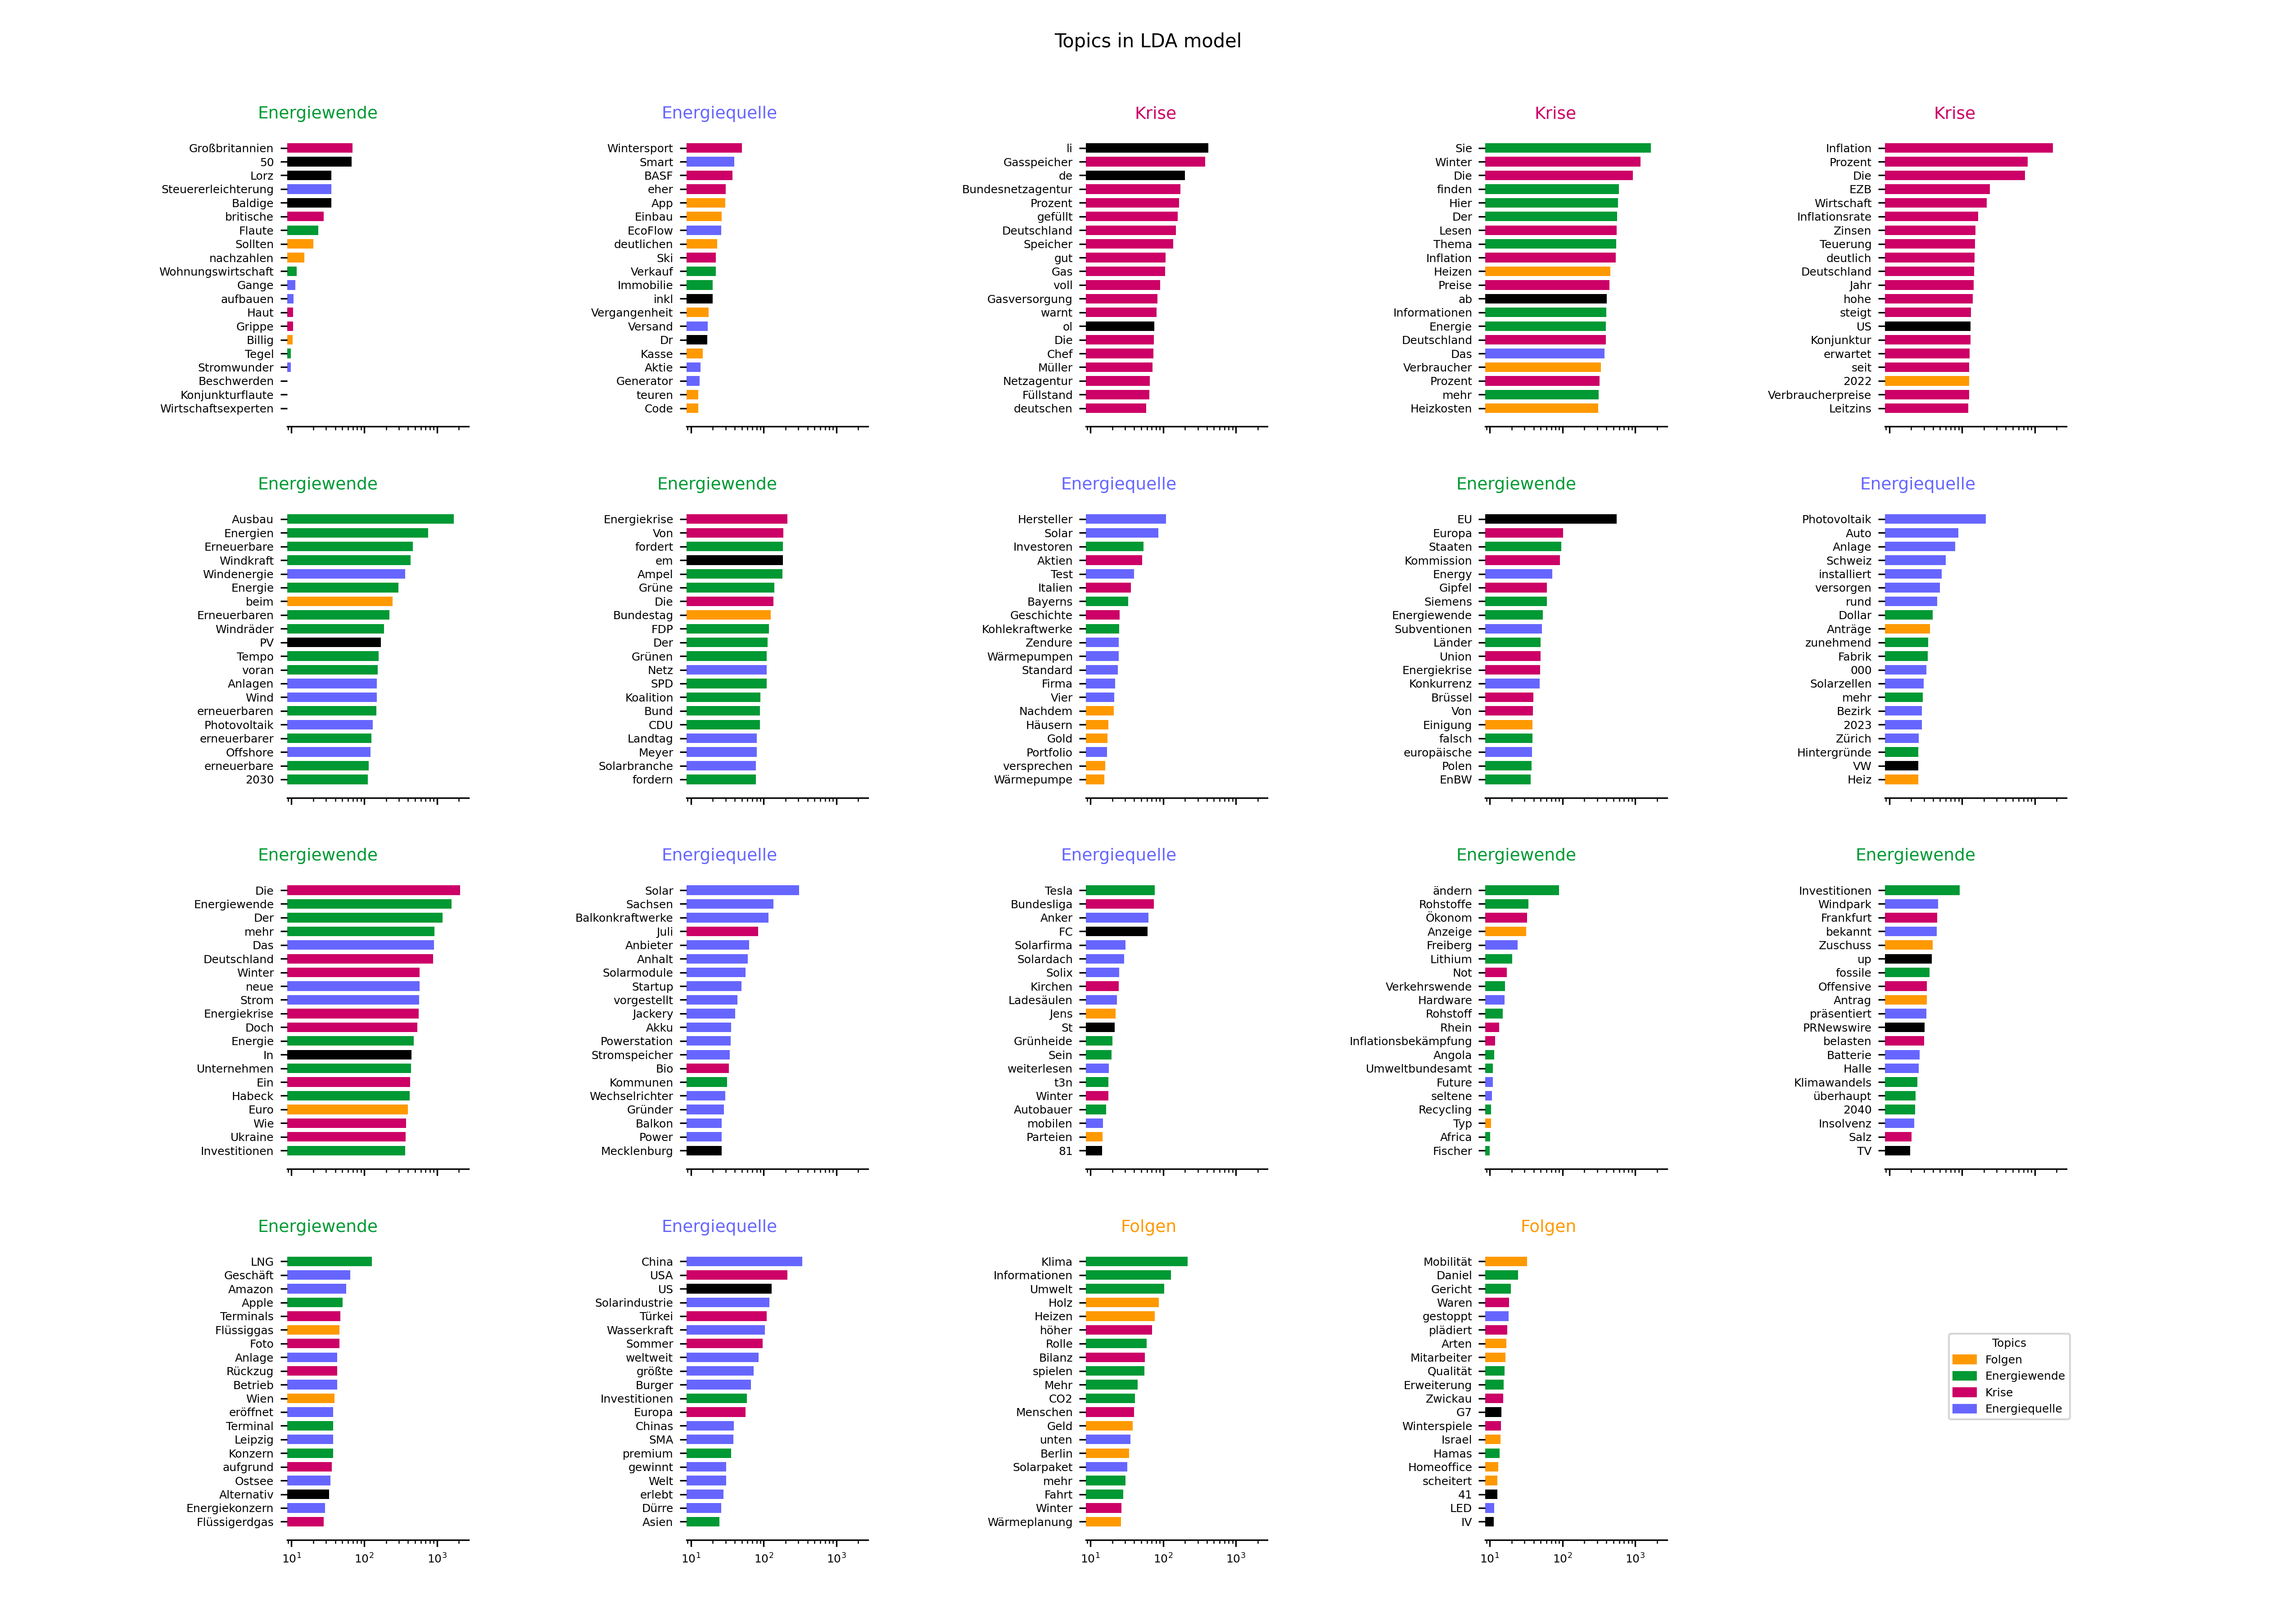 Topics in LDA model
Energiewende
Großbritannien
50
Lorz
Steuererleichterung
Baldige
britische
Flaute
Sollten
nachzahlen
Wohnungswirtschaft
Gange
aufbauen
Haut
Grippe
Billig
Tegel
Stromwunder
Beschwerden
Konjunkturflaute
Wirtschaftsexperten
Energiequelle
Wintersport
Smart
BASF
eher
App
Einbau
EcoFlow
deutlichen
Ski
Verkauf
Immobilie
inkl
Vergangenheit
Versand
Dr
Kasse
Aktie
Generator
teuren
Code
Krise
li
Gasspeicher
de
Bundesnetzagentur
Prozent
gefüllt
Deutschland
Speicher
gut
Gas
voll
Gasversorgung
warnt
ol
Die
Chef
Müller
Netzagentur
Füllstand
deutschen
Krise
Sie
Winter
Die
finden
Hier
Der
Lesen
Thema
Inflation
Heizen
Preise
ab
Informationen
Energie
Deutschland
Das
Verbraucher
Prozent
mehr
Heizkosten
Krise
Inflation
Prozent
Die
EZB
Wirtschaft
Inflationsrate
Zinsen
Teuerung
deutlich
Deutschland
Jahr
hohe
steigt
US
Konjunktur
erwartet
seit
2022
Verbraucherpreise
Leitzins
Energiewende
Ausbau
Energien
Erneuerbare
Windkraft
Windenergie
Energie
beim
Erneuerbaren
Windräder
PV
Tempo
voran
Anlagen
Wind
erneuerbaren
Photovoltaik
erneuerbarer
Offshore
erneuerbare
2030
Energiewende
Energiekrise
Von
fordert
em
Ampel
Grüne
Die
Bundestag
FDP
Der
Grünen
Netz
SPD
Koalition
Bund
CDU
Landtag
Meyer
Solarbranche
fordern
Energiequelle
Hersteller
Solar
Investoren
Aktien
Test
Italien
Bayerns
Geschichte
Kohlekraftwerke
Zendure
Wärmepumpen
Standard
Firma
Vier
Nachdem
Häusern
Gold
Portfolio
versprechen
Wärmepumpe
Energiewende
EU
Europa
Staaten
Kommission
Energy
Gipfel
Siemens
Energiewende
Subventionen
Länder
Union
Energiekrise
Konkurrenz
Brüssel
Von
Einigung
falsch
europäische
Polen
EnBW
Energiequelle
Photovoltaik
Auto
Anlage
Schweiz
installiert
versorgen
rund
Dollar
Anträge
zunehmend
Fabrik
000
Solarzellen
mehr
Bezirk
2023
Zürich
Hintergründe
VW
Heiz
Energiewende
Die
Energiewende
Der
mehr
Das
Deutschland
Winter
neue
Strom
Energiekrise
Doch
Energie
In
Unternehmen
Ein
Habeck
Euro
Wie
Ukraine
Investitionen
Energiequelle
Solar
Sachsen
Balkonkraftwerke
Juli
Anbieter
Anhalt
Solarmodule
Startup
vorgestellt
Jackery
Akku
Powerstation
Stromspeicher
Bio
Kommunen
Wechselrichter
Gründer
Balkon
Power
Mecklenburg
Energiequelle
Tesla
Bundesliga
Anker
FC
Solarfirma
Solardach
Solix
Kirchen
Ladesäulen
Jens
St
Grünheide
Sein
weiterlesen
t3n
Winter
Autobauer
mobilen
Parteien
81
Energiewende
ändern
Rohstoffe
Ökonom
Anzeige
Freiberg
Lithium
Not
Verkehrswende
Hardware
Rohstoff
Rhein
Inflationsbekämpfung
Angola
Umweltbundesamt
Future
seltene
Recycling
Typ
Africa
Fischer
Energiewende
Investitionen
Windpark
Frankfurt
bekannt
Zuschuss
up
fossile
Offensive
Antrag
präsentiert
PRNewswire
belasten
Batterie
Halle
Klimawandels
überhaupt
2040
Insolvenz
Salz
TV
Energiewende
LNG
Geschäft
Amazon
Apple
Terminals
Flüssiggas
Foto
Anlage
Rückzug
Betrieb
Wien
eröffnet
Terminal
Leipzig
Konzern
aufgrund
Ostsee
Alternativ
Energiekonzern
Flüssigerdgas
10¹ 10² 10³
Energiequelle
China
USA
US
Solarindustrie
Türkei
Wasserkraft
Sommer
weltweit
größte
Burger
Investitionen
Europa
Chinas
SMA
premium
gewinnt
Welt
erlebt
Dürre
Asien
10¹ 10² 10³
Folgen
Klima
Informationen
Umwelt
Holz
Heizen
höher
Rolle
Bilanz
spielen
Mehr
CO2
Menschen
Geld
unten
Berlin
Solarpaket
mehr
Fahrt
Winter
Wärmeplanung
10¹ 10² 10³
Folgen
Mobilität
Daniel
Gericht
Waren
gestoppt
plädiert
Arten
Mitarbeiter
Qualität
Erweiterung
Zwickau
G7
Winterspiele
Israel
Hamas
Homeoffice
scheitert
41
LED
IV
10¹ 10² 10³
Topics
Folgen
Energiewende
Krise
Energiequelle